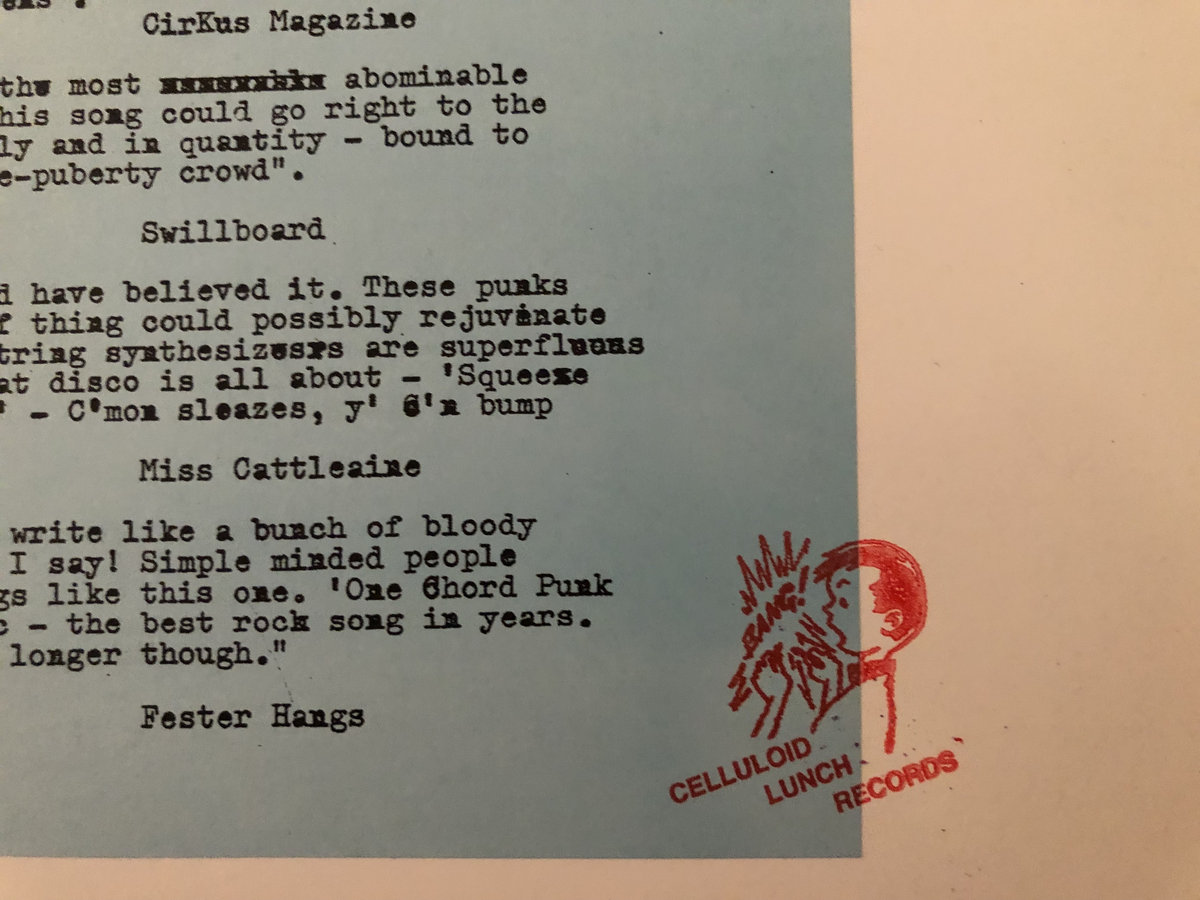 CirKus Magazine
the most abominable
his song could go right to the
ly and in quantity - bound to
e-puberty crowd".
Swillboard
d have believed it. These punks
f thing could possibly rejuvenate
tring synthesizers are superfluous
at disco is all about - 'Squeeze
' - C'mon sleazes, y' C'n bump
Miss Cattleaine
write like a bunch of bloody
I say! Simple minded people
gs like this one. 'One Chord Punk
c - the best rock song in years.
longer though."
Fester Hangs
BANG!
CELLULOID
LUNCH
RECORDS